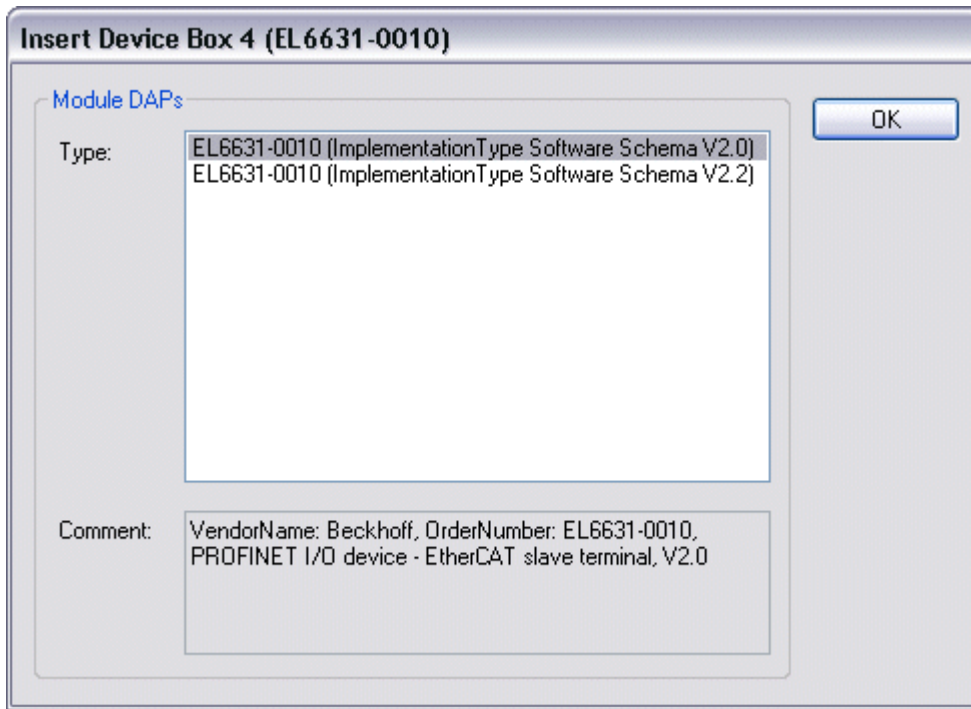 Insert Device Box 4 (EL6631-0010)
Module DAPs
OK
Type:
EL6631-0010 (ImplementationType Software Schema V2.0)
EL6631-0010 (ImplementationType Software Schema V2.2)
Comment:
VendorName: Beckhoff, OrderNumber: EL6631-0010,
PROFINET I/O device - EtherCAT slave terminal, V2.0